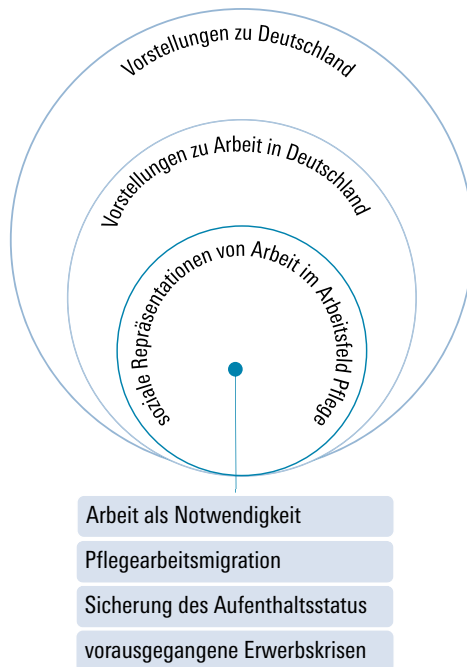 Vorstellungen zu Deutschland
Vorstellungen zu Arbeit in Deutschland
soziale Repräsentationen von Arbeit im Arbeitsfeld Pflege
Arbeit als Notwendigkeit
Pflegearbeitsmigration
Sicherung des Aufenthaltsstatus
vorausgegangene Erwerbskrisen